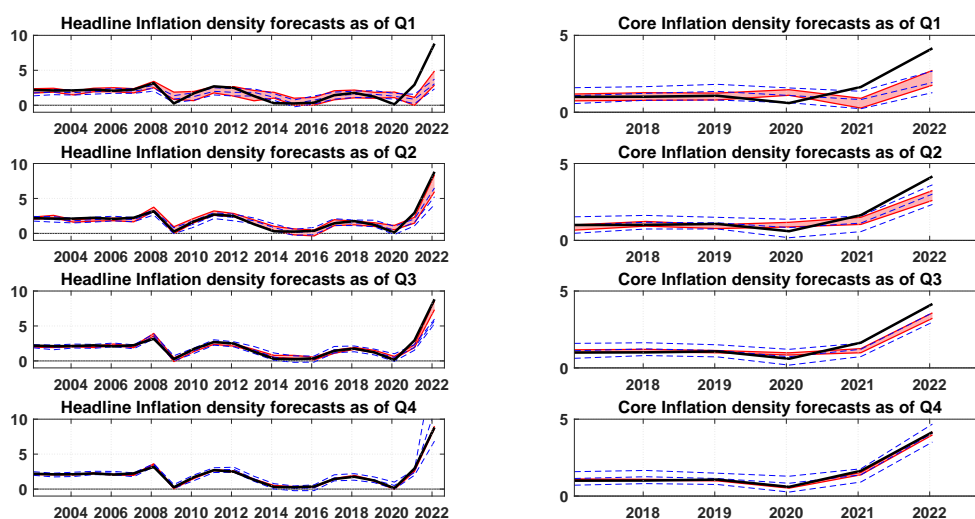 Headline Inflation density forecasts as of Q1
10
5
0
2004 2006 2008 2010 2012 2014 2016 2018 2020 2022
Headline Inflation density forecasts as of Q2
10
5
0
2004 2006 2008 2010 2012 2014 2016 2018 2020 2022
Headline Inflation density forecasts as of Q3
10
5
0
2004 2006 2008 2010 2012 2014 2016 2018 2020 2022
Headline Inflation density forecasts as of Q4
10
5
0
2004 2006 2008 2010 2012 2014 2016 2018 2020 2022
Core Inflation density forecasts as of Q1
5
0
2018 2019 2020 2021 2022
Core Inflation density forecasts as of Q2
5
0
2018 2019 2020 2021 2022
Core Inflation density forecasts as of Q3
5
0
2018 2019 2020 2021 2022
Core Inflation density forecasts as of Q4
5
0
2018 2019 2020 2021 2022